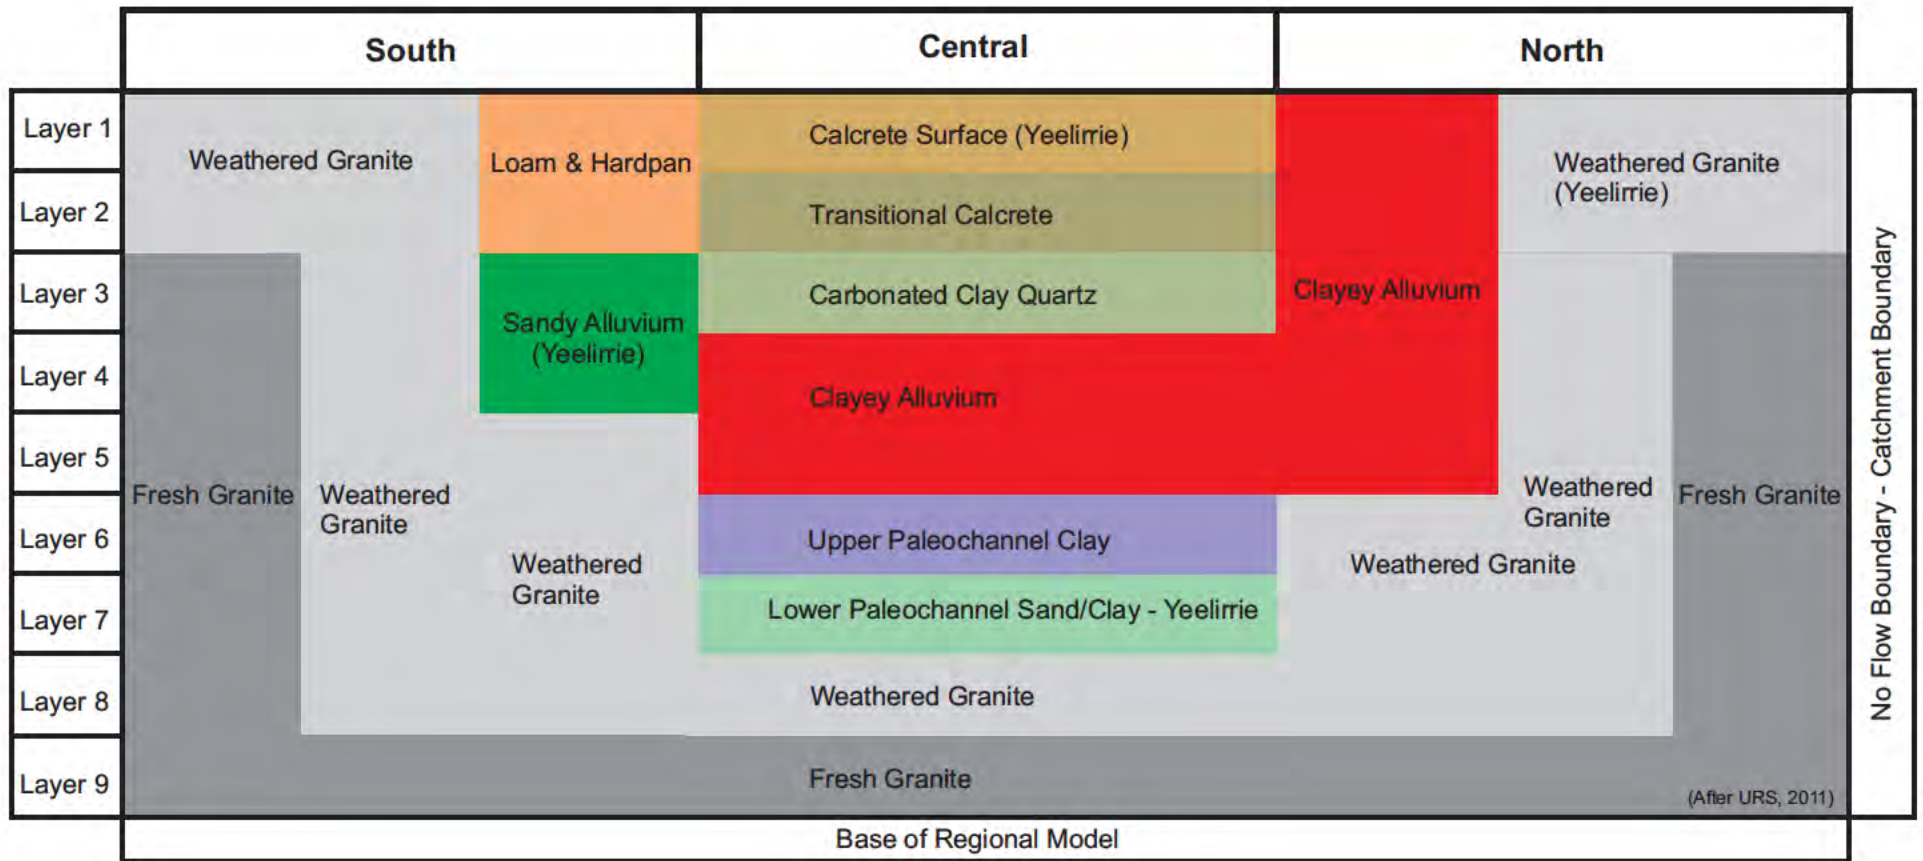 South
Central
North
Layer 1
Layer 2
Layer 3
Layer 4
Layer 5
Layer 6
Layer 7
Layer 8
Layer 9
Weathered Granite
Loam & Hardpan
Calcrete Surface (Yeelirrie)
Weathered Granite
(Yeelirrie)
Transitional Calcrete
Carbonated Clay Quartz
Clayey Alluvium
Sandy Alluvium
(Yeelirrie)
Clayey Alluvium
Fresh Granite
Weathered
Granite
Weathered
Granite
Fresh Granite
Upper Paleochannel Clay
Weathered
Granite
Weathered Granite
Lower Paleochannel Sand/Clay - Yeelirrie
Weathered Granite
Fresh Granite
(After URS, 2011)
No Flow Boundary - Catchment Boundary
Base of Regional Model